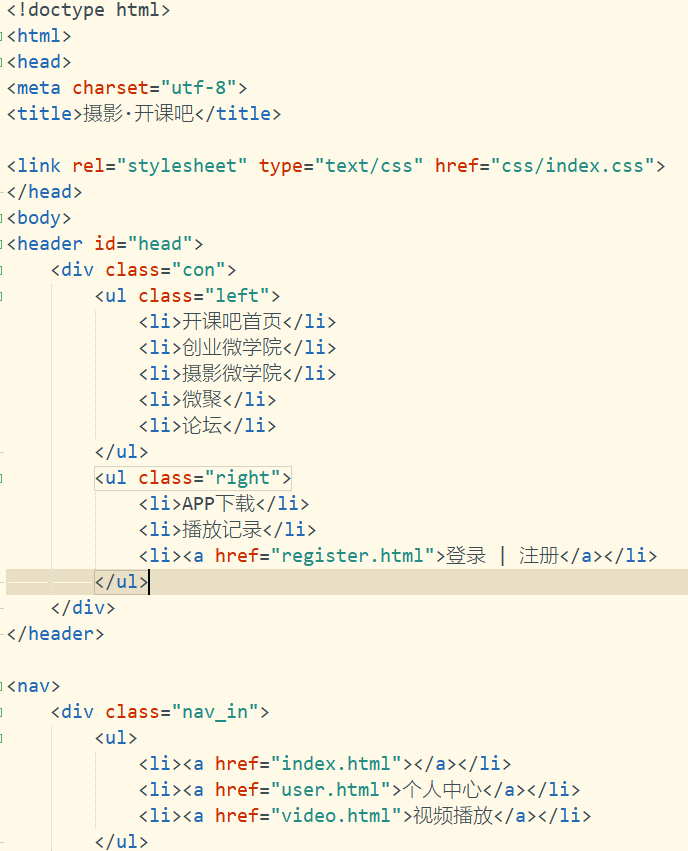 <!doctype html>
<html>
<head>
<meta charset="utf-8">
<title>摄影·开课吧</title>

<link rel="stylesheet" type="text/css" href="css/index.css">
</head>
<body>
<header id="head">
    <div class="con">
        <ul class="left">
            <li>开课吧首页</li>
            <li>创业微学院</li>
            <li>摄影微学院</li>
            <li>微聚</li>
            <li>论坛</li>
        </ul>
        <ul class="right">
            <li>APP下载</li>
            <li>播放记录</li>
            <li><a href="register.html">登录 | 注册</a></li>
        </ul>
    </div>
</header>

<nav>
    <div class="nav_in">
        <ul>
            <li><a href="index.html"></a></li>
            <li><a href="user.html">个人中心</a></li>
            <li><a href="video.html">视频播放</a></li>
        </ul>